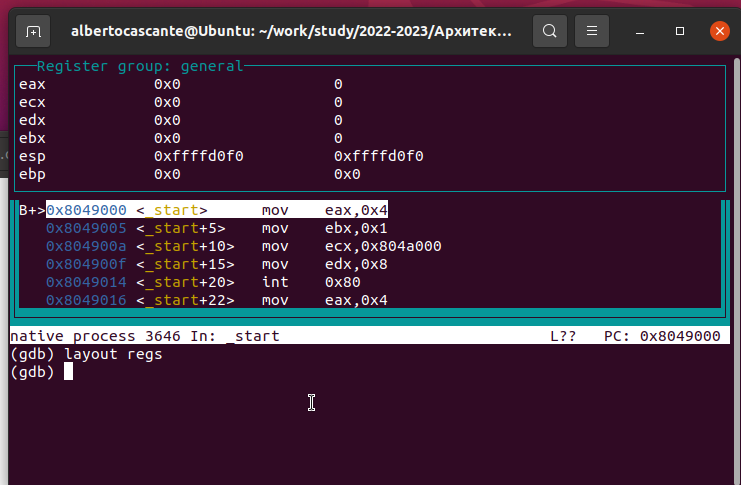 albertocascante@Ubuntu: ~/work/study/2022-2023/Архитек...
Register group: general
eax 0x0 0
ecx 0x0 0
edx 0x0 0
ebx 0x0 0
esp 0xffffd0f0 0xffffd0f0
ebp 0x0 0x0
B+>0x8049000 <_start> mov eax,0x4
0x8049005 <_start+5> mov ebx,0x1
0x804900a <_start+10> mov ecx,0x804a000
0x804900f <_start+15> mov edx,0x8
0x8049014 <_start+20> int 0x80
0x8049016 <_start+22> mov eax,0x4
native process 3646 In: _start L?? PC: 0x8049000
(gdb) layout regs
(gdb)